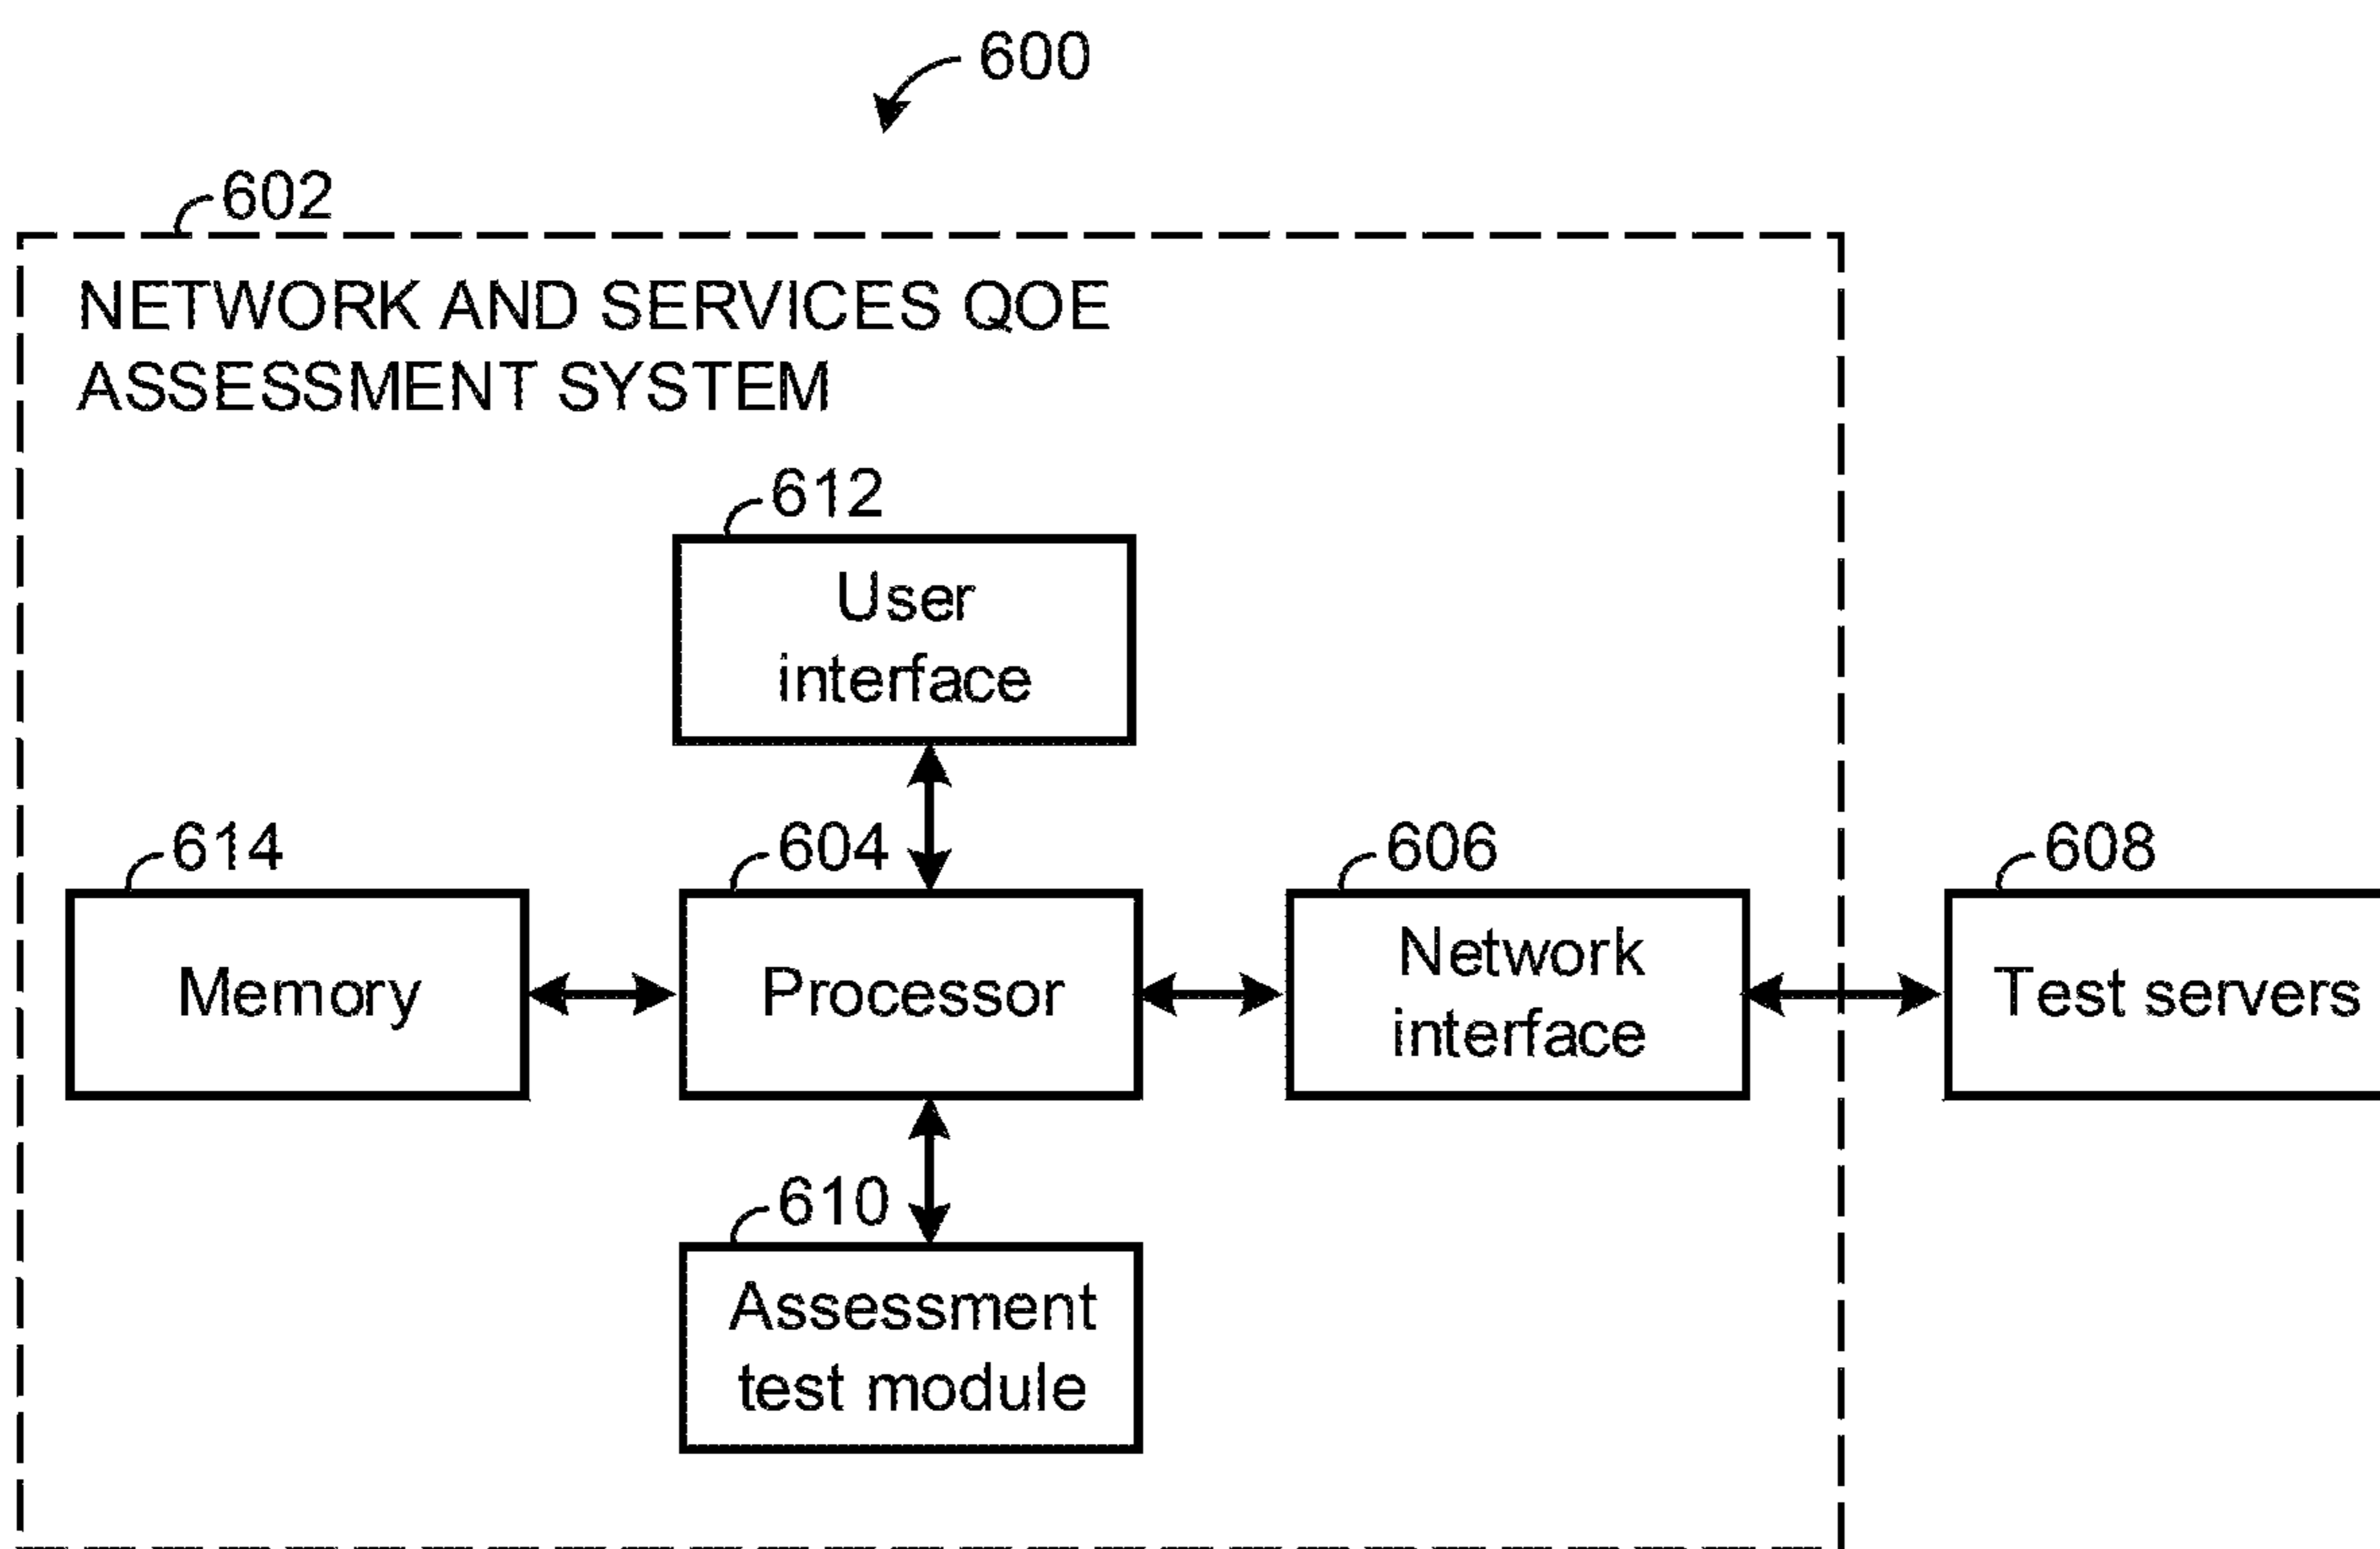 600
602
NETWORK AND SERVICES QOE
ASSESSMENT SYSTEM
612
User
interface
614
Memory
604
Processor
606
Network
interface
608
Test servers
610
Assessment
test module